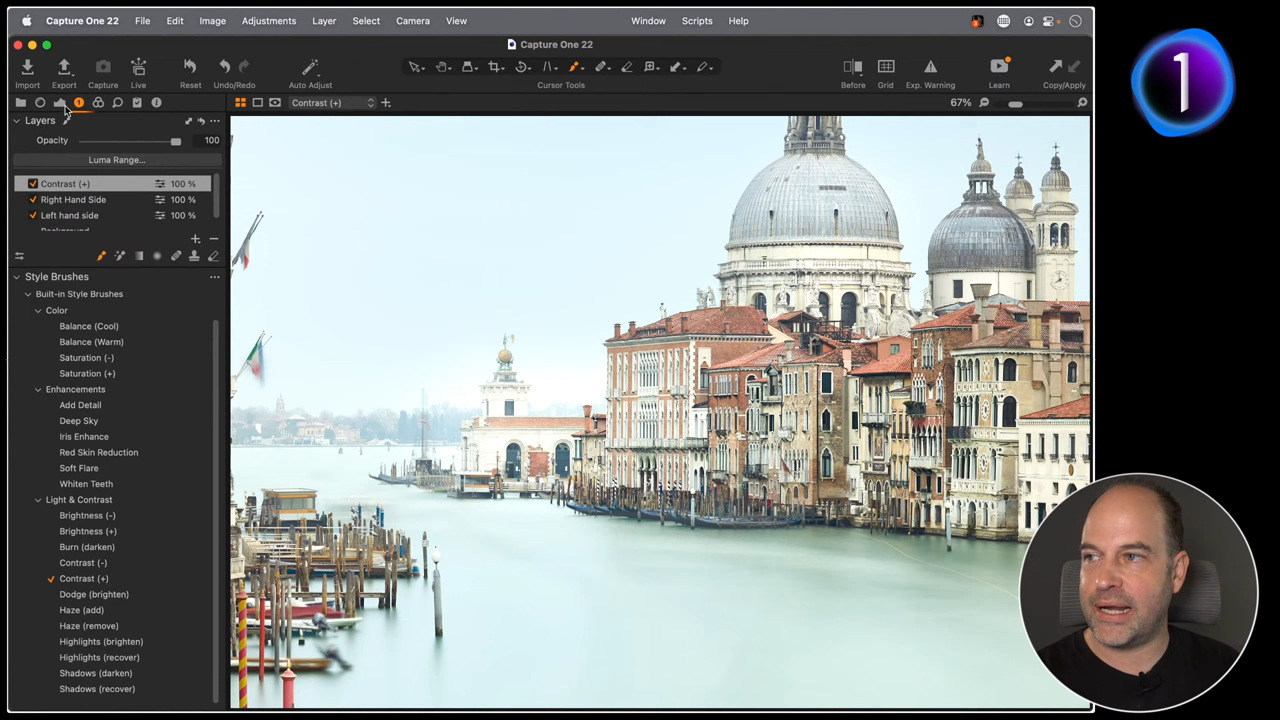 Capture One 22 File Edit Image Adjustments Layer Select Camera View Window Scripts Help
Capture One 22
Import Export Capture Live Reset Undo/Redo Auto Adjust Cursor Tools Before Grid Exp. Warning Learn Copy/Apply
Contrast (+) 67%
Layers
Opacity 100
Luma Range...
Contrast (+) 100 %
Right Hand Side 100 %
Left hand side 100 %
Background
Style Brushes
Built-in Style Brushes
Color
Balance (Cool)
Balance (Warm)
Saturation (-)
Saturation (+)
Enhancements
Add Detail
Deep Sky
Iris Enhance
Red Skin Reduction
Soft Flare
Whiten Teeth
Light & Contrast
Brightness (-)
Brightness (+)
Burn (darken)
Contrast (-)
Contrast (+)
Dodge (brighten)
Haze (add)
Haze (remove)
Highlights (brighten)
Highlights (recover)
Shadows (darken)
Shadows (recover)
1